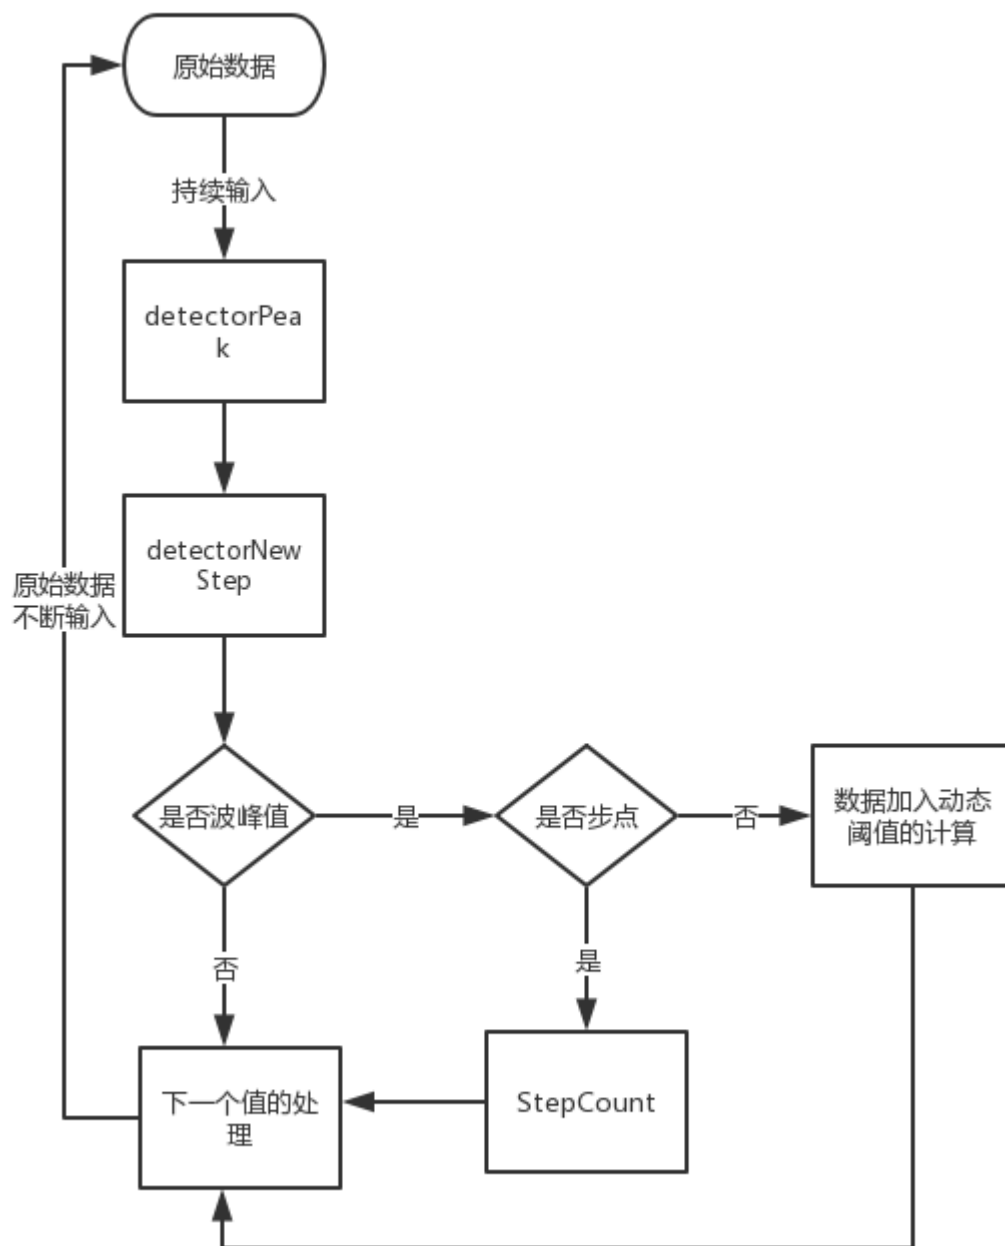 原始数据
持续输入
detectorPea
k
detectorNew
Step
原始数据
不断输入
是否波峰值
是
是否步点
否
数据加入动态
阈值的计算
否
是
下一个值的处
理
StepCount